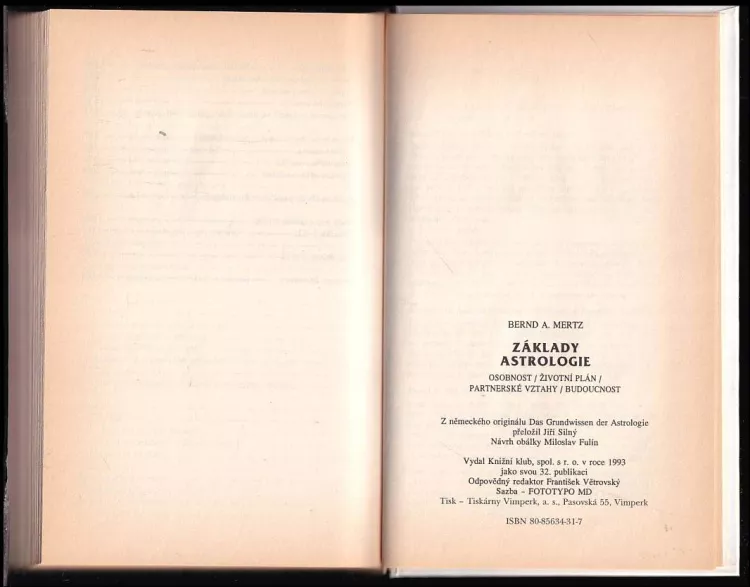 BERND A. MERTZ
ZÁKLADY
ASTROLOGIE
OSOBNOST / ŽIVOTNÍ PLÁN /
PARTNERSKÉ VZTAHY / BUDOUCNOST
Z německého originálu Das Grundwissen der Astrologie
přeložil Jiří Silný
Návrh obálky Miloslav Fulín
Vydal Knižní klub, spol. s r. o. v roce 1993
jako svou 32. publikaci
Odpovědný redaktor František Větrovský
Sazba – FOTOTYPO MD
Tisk – Tiskárny Vimperk, a. s., Pasovská 55, Vimperk
ISBN 80-85634-31-7